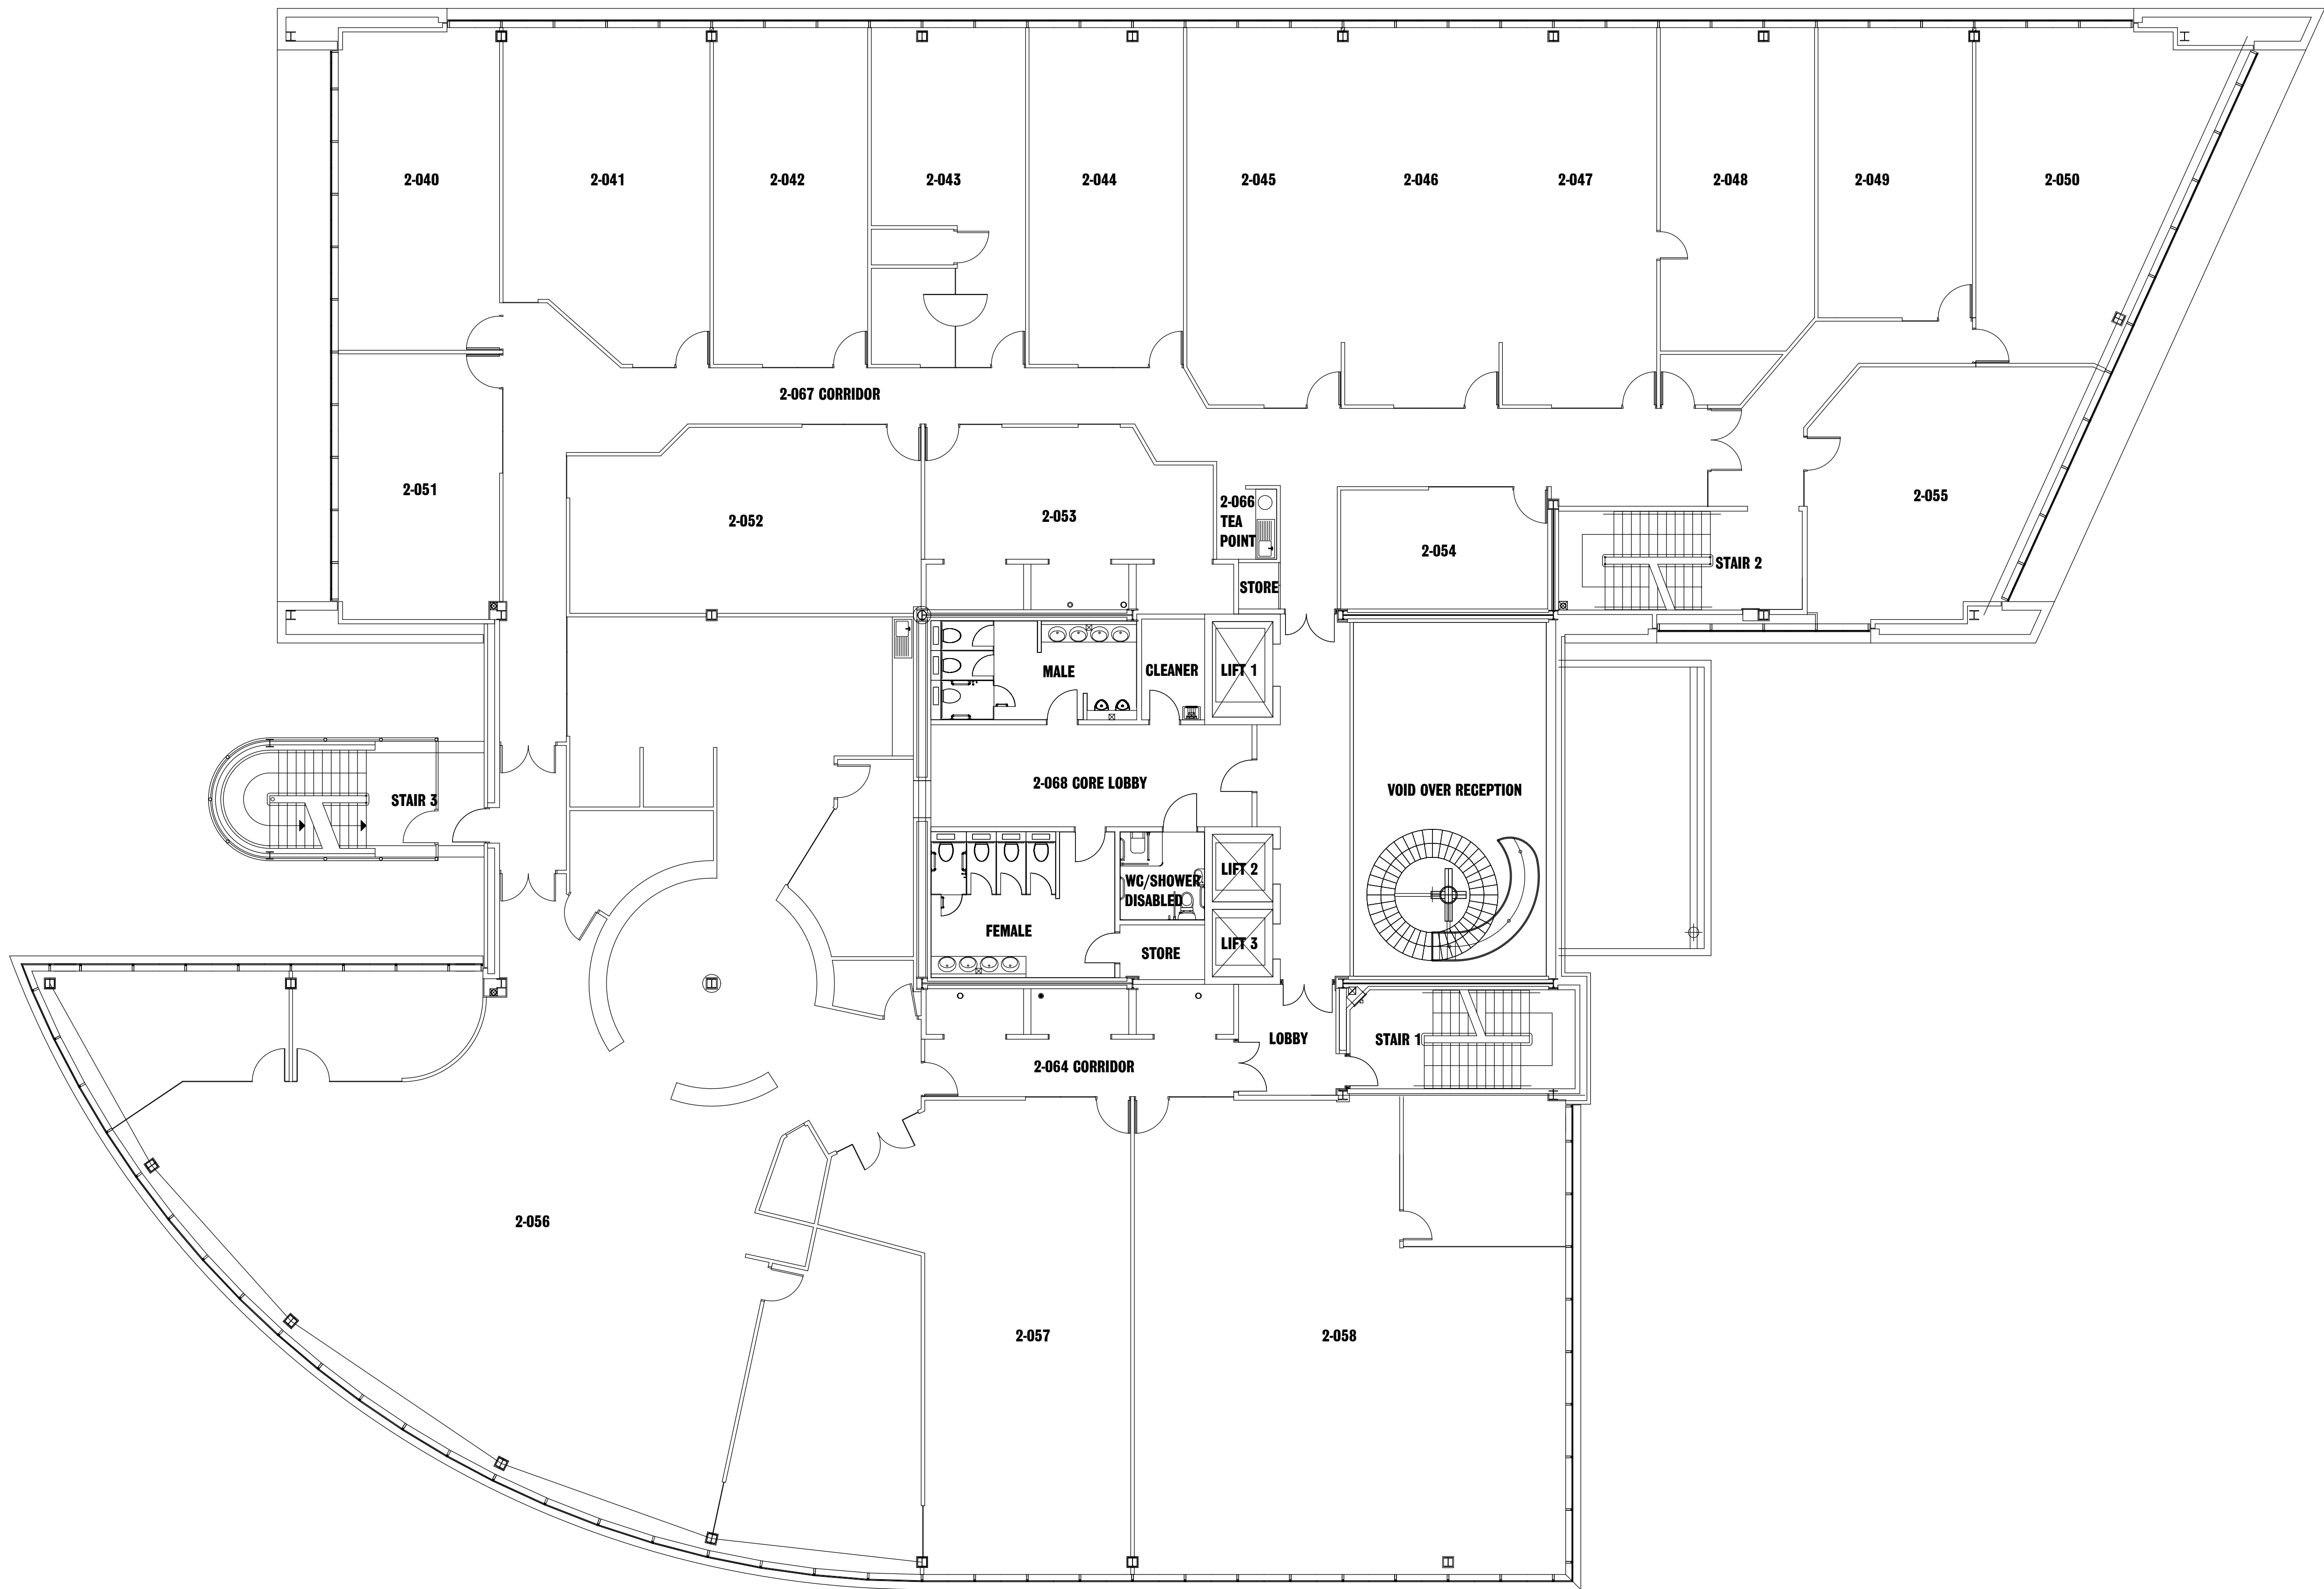 2-040
2-041
2-042
2-043
2-044
2-045
2-046
2-047
2-048
2-049
2-050
2-067 CORRIDOR
2-051
2-052
2-053
2-066
TEA
POINT
2-054
2-055
STAIR 2
STORE
MALE
CLEANER
LIFT 1
2-068 CORE LOBBY
VOID OVER RECEPTION
STAIR 3
LIFT 2
WC/SHOWER
DISABLED
FEMALE
LIFT 3
STORE
LOBBY
STAIR 1
2-064 CORRIDOR
2-056
2-057
2-058